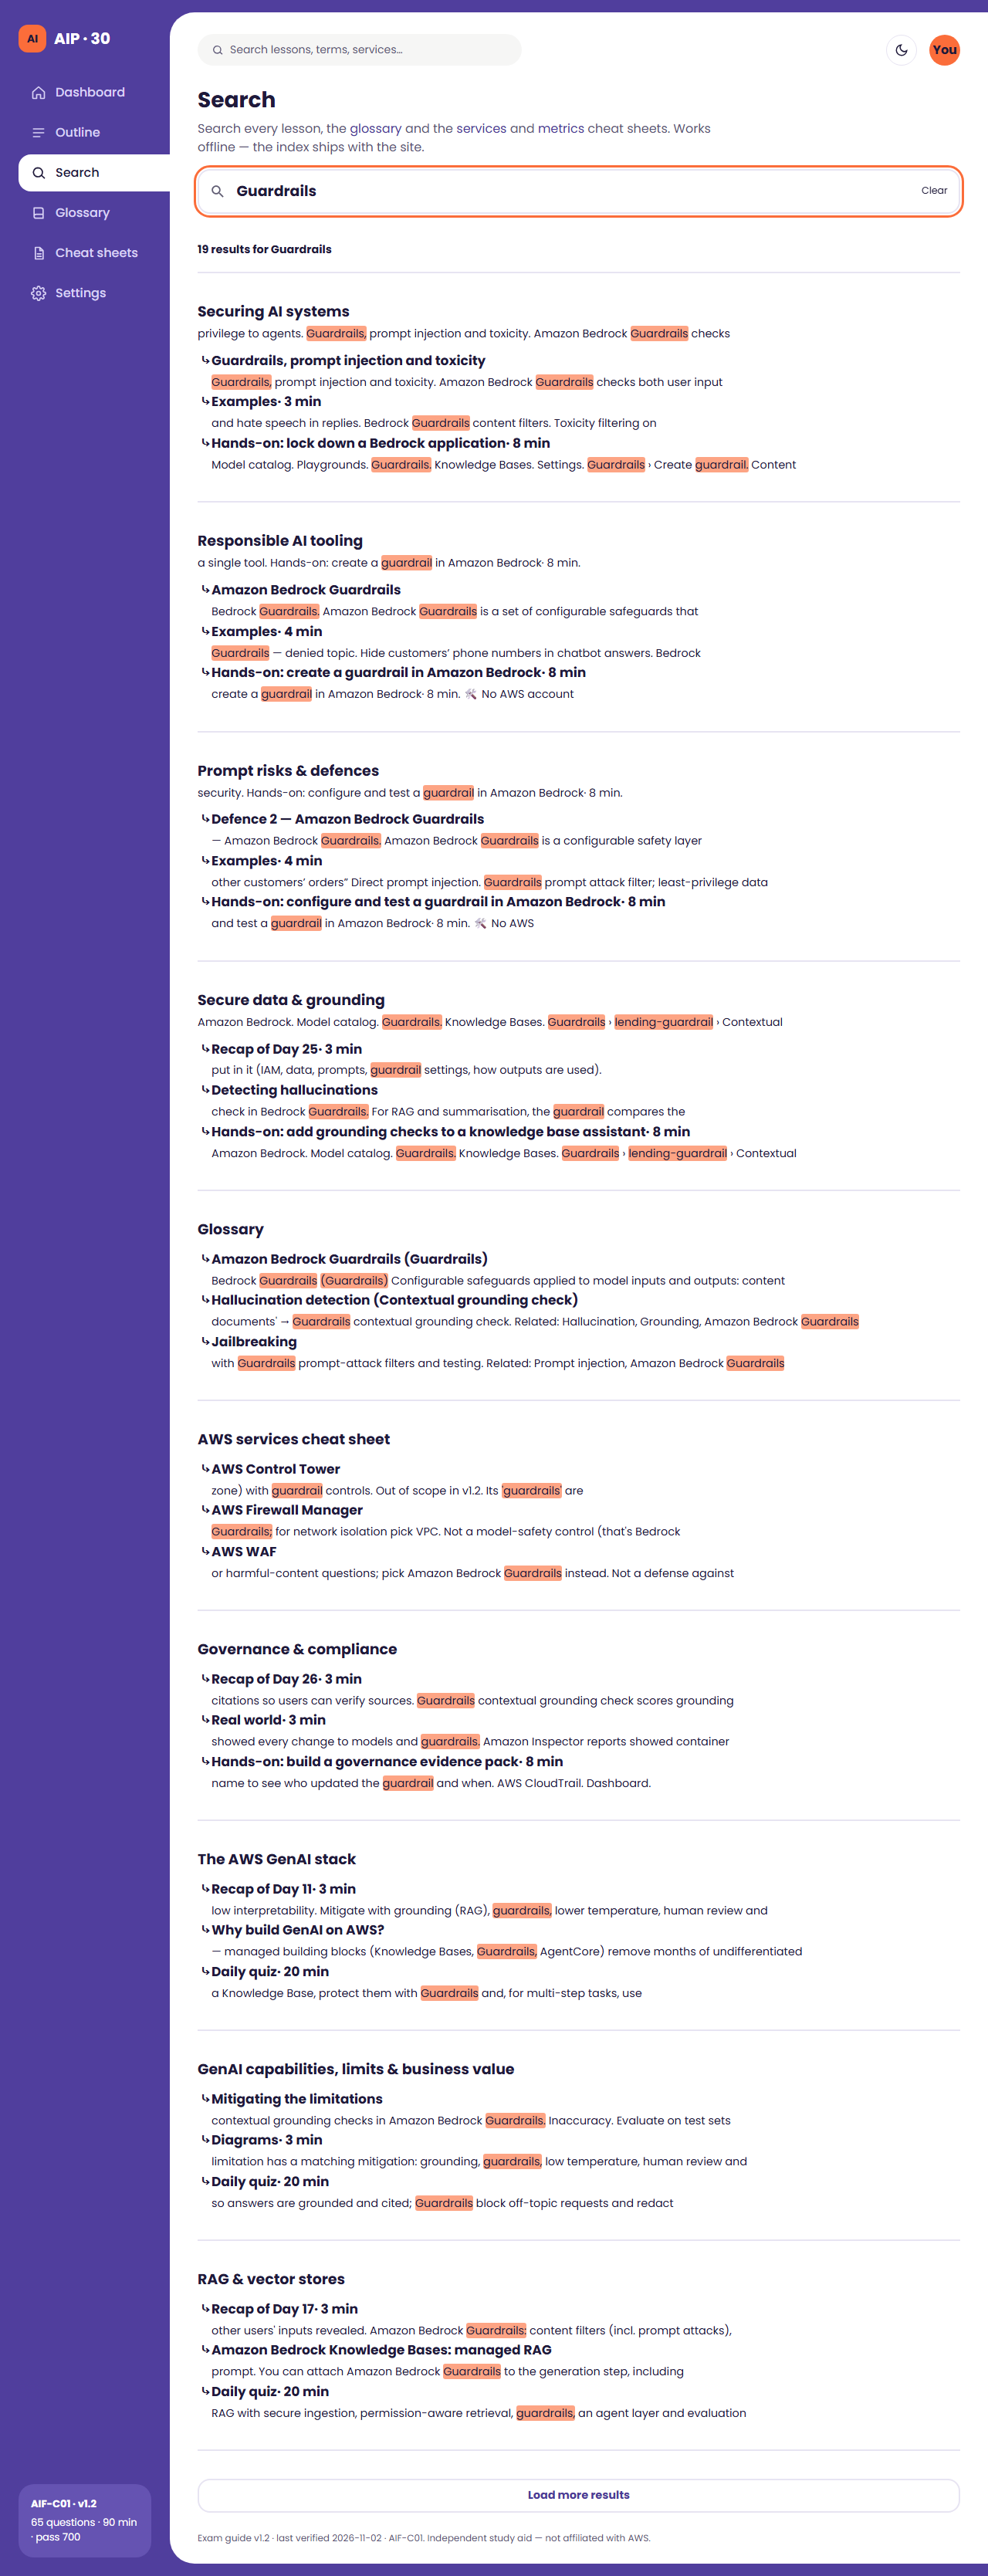 AI AIP · 30
Dashboard
Outline
Search
Glossary
Cheat sheets
Settings
AIF-C01 · v1.2
65 questions · 90 min
· pass 700
Search lessons, terms, services…
You
Search
Search every lesson, the glossary and the services and metrics cheat sheets. Works
offline — the index ships with the site.
Guardrails
Clear
19 results for Guardrails
Securing AI systems
privilege to agents. Guardrails, prompt injection and toxicity. Amazon Bedrock Guardrails checks
⤷Guardrails, prompt injection and toxicity
Guardrails, prompt injection and toxicity. Amazon Bedrock Guardrails checks both user input
⤷Examples· 3 min
and hate speech in replies. Bedrock Guardrails content filters. Toxicity filtering on
⤷Hands-on: lock down a Bedrock application· 8 min
Model catalog. Playgrounds. Guardrails. Knowledge Bases. Settings. Guardrails › Create guardrail. Content
Responsible AI tooling
a single tool. Hands-on: create a guardrail in Amazon Bedrock· 8 min.
⤷Amazon Bedrock Guardrails
Bedrock Guardrails. Amazon Bedrock Guardrails is a set of configurable safeguards that
⤷Examples· 4 min
Guardrails — denied topic. Hide customers’ phone numbers in chatbot answers. Bedrock
⤷Hands-on: create a guardrail in Amazon Bedrock· 8 min
create a guardrail in Amazon Bedrock· 8 min. 🛠 No AWS account
Prompt risks & defences
security. Hands-on: configure and test a guardrail in Amazon Bedrock· 8 min.
⤷Defence 2 — Amazon Bedrock Guardrails
— Amazon Bedrock Guardrails. Amazon Bedrock Guardrails is a configurable safety layer
⤷Examples· 4 min
other customers’ orders” Direct prompt injection. Guardrails prompt attack filter; least-privilege data
⤷Hands-on: configure and test a guardrail in Amazon Bedrock· 8 min
and test a guardrail in Amazon Bedrock· 8 min. 🛠 No AWS
Secure data & grounding
Amazon Bedrock. Model catalog. Guardrails. Knowledge Bases. Guardrails › lending-guardrail › Contextual
⤷Recap of Day 25· 3 min
put in it (IAM, data, prompts, guardrail settings, how outputs are used).
⤷Detecting hallucinations
check in Bedrock Guardrails. For RAG and summarisation, the guardrail compares the
⤷Hands-on: add grounding checks to a knowledge base assistant· 8 min
Amazon Bedrock. Model catalog. Guardrails. Knowledge Bases. Guardrails › lending-guardrail › Contextual
Glossary
⤷Amazon Bedrock Guardrails (Guardrails)
Bedrock Guardrails (Guardrails) Configurable safeguards applied to model inputs and outputs: content
⤷Hallucination detection (Contextual grounding check)
documents' → Guardrails contextual grounding check. Related: Hallucination, Grounding, Amazon Bedrock Guardrails
⤷Jailbreaking
with Guardrails prompt-attack filters and testing. Related: Prompt injection, Amazon Bedrock Guardrails
AWS services cheat sheet
⤷AWS Control Tower
zone) with guardrail controls. Out of scope in v1.2. Its 'guardrails' are
⤷AWS Firewall Manager
Guardrails; for network isolation pick VPC. Not a model-safety control (that's Bedrock
⤷AWS WAF
or harmful-content questions; pick Amazon Bedrock Guardrails instead. Not a defense against
Governance & compliance
⤷Recap of Day 26· 3 min
citations so users can verify sources. Guardrails contextual grounding check scores grounding
⤷Real world· 3 min
showed every change to models and guardrails. Amazon Inspector reports showed container
⤷Hands-on: build a governance evidence pack· 8 min
name to see who updated the guardrail and when. AWS CloudTrail. Dashboard.
The AWS GenAI stack
⤷Recap of Day 11· 3 min
low interpretability. Mitigate with grounding (RAG), guardrails, lower temperature, human review and
⤷Why build GenAI on AWS?
— managed building blocks (Knowledge Bases, Guardrails, AgentCore) remove months of undifferentiated
⤷Daily quiz· 20 min
a Knowledge Base, protect them with Guardrails and, for multi-step tasks, use
GenAI capabilities, limits & business value
⤷Mitigating the limitations
contextual grounding checks in Amazon Bedrock Guardrails. Inaccuracy. Evaluate on test sets
⤷Diagrams· 3 min
limitation has a matching mitigation: grounding, guardrails, low temperature, human review and
⤷Daily quiz· 20 min
so answers are grounded and cited; Guardrails block off-topic requests and redact
RAG & vector stores
⤷Recap of Day 17· 3 min
other users' inputs revealed. Amazon Bedrock Guardrails: content filters (incl. prompt attacks),
⤷Amazon Bedrock Knowledge Bases: managed RAG
prompt. You can attach Amazon Bedrock Guardrails to the generation step, including
⤷Daily quiz· 20 min
RAG with secure ingestion, permission-aware retrieval, guardrails, an agent layer and evaluation
Load more results
Exam guide v1.2 · last verified 2026-11-02 · AIF-C01. Independent study aid — not affiliated with AWS.